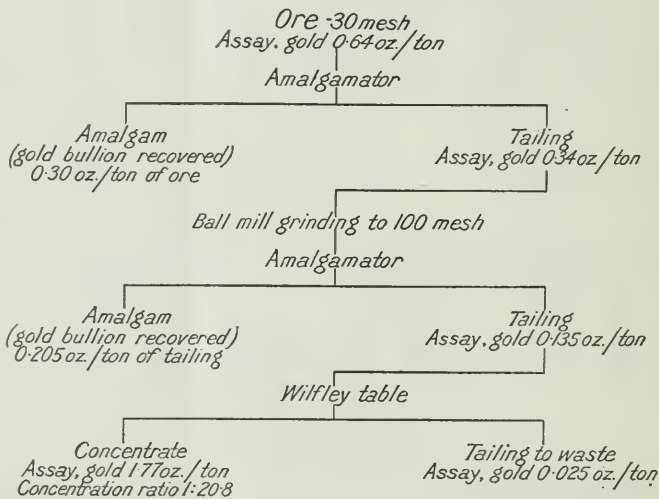 Ore -30 mesh
Assay, gold 0·64 oz./ton
Amalgamator
Amalgam
(gold bullion recovered)
0·30 oz./ton of ore
Tailing
Assay, gold 0·34 oz/ton
Ball mill grinding to 100 mesh
Amalgamator
Amalgam
(gold bullion recovered)
0·205 oz./ton of tailing
Tailing
Assay, gold 0·135 oz./ton
Wilfley table
Concentrate
Assay, gold 1·77 oz./ton
Concentration ratio 1:20·8
Tailing to waste
Assay, gold 0·025 oz./ton